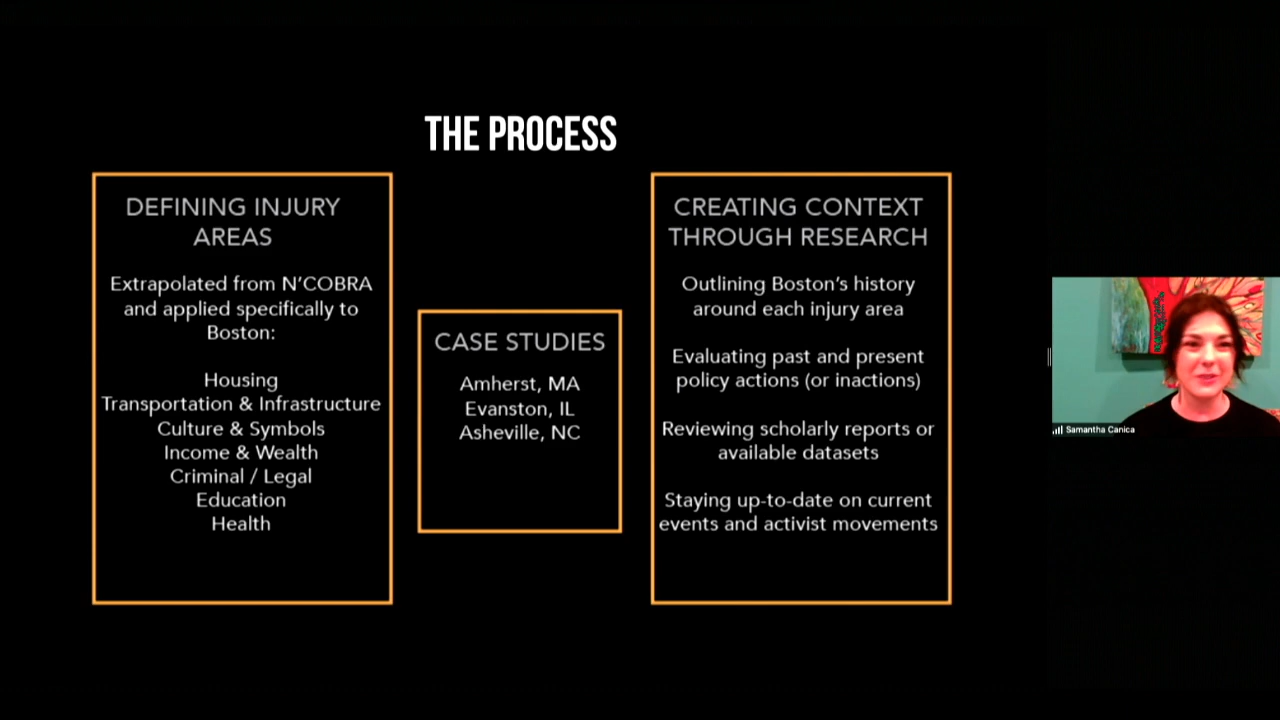 THE PROCESS
DEFINING INJURY
AREAS
Extrapolated from N'COBRA
and applied specifically to
Boston:
Housing
Transportation & Infrastructure
Culture & Symbols
Income & Wealth
Criminal / Legal
Education
Health
CASE STUDIES
Amherst, MA
Evanston, IL
Asheville, NC
CREATING CONTEXT
THROUGH RESEARCH
Outlining Boston's history
around each injury area
Evaluating past and present
policy actions (or inactions)
Reviewing scholarly reports or
available datasets
Staying up-to-date on current
events and activist movements
Samantha Canica